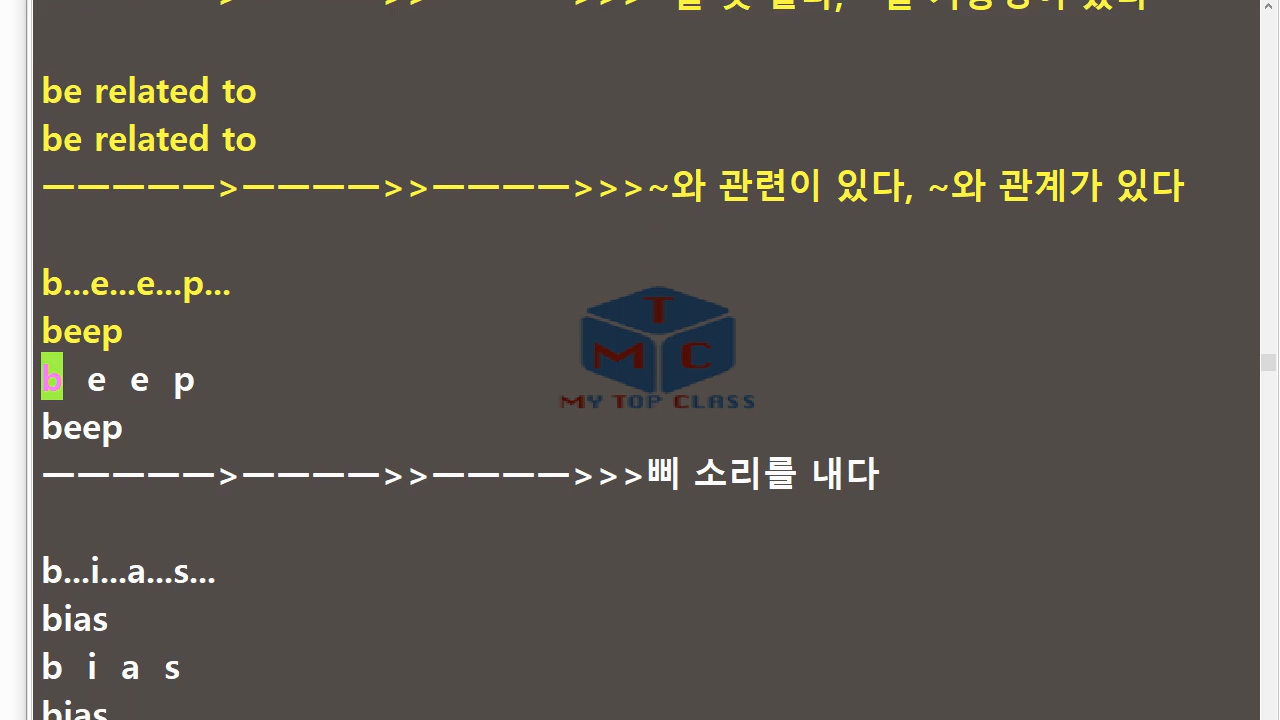 be related to
be related to
—————>————>>————>>>~와 관련이 있다, ~와 관계가 있다
b...e...e...p...
beep
b e e p
beep
—————>————>>————>>>삐 소리를 내다
b...i...a...s...
bias
b i a s
bias
T
M C
MY TOP CLASS